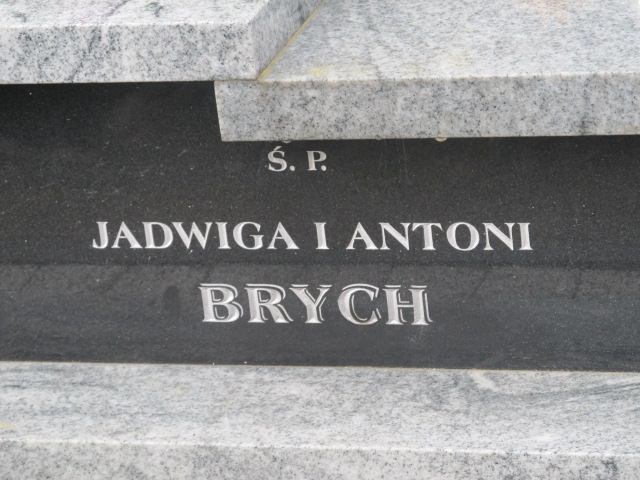 Ś. P.
JADWIGA I ANTONI
BRYCH